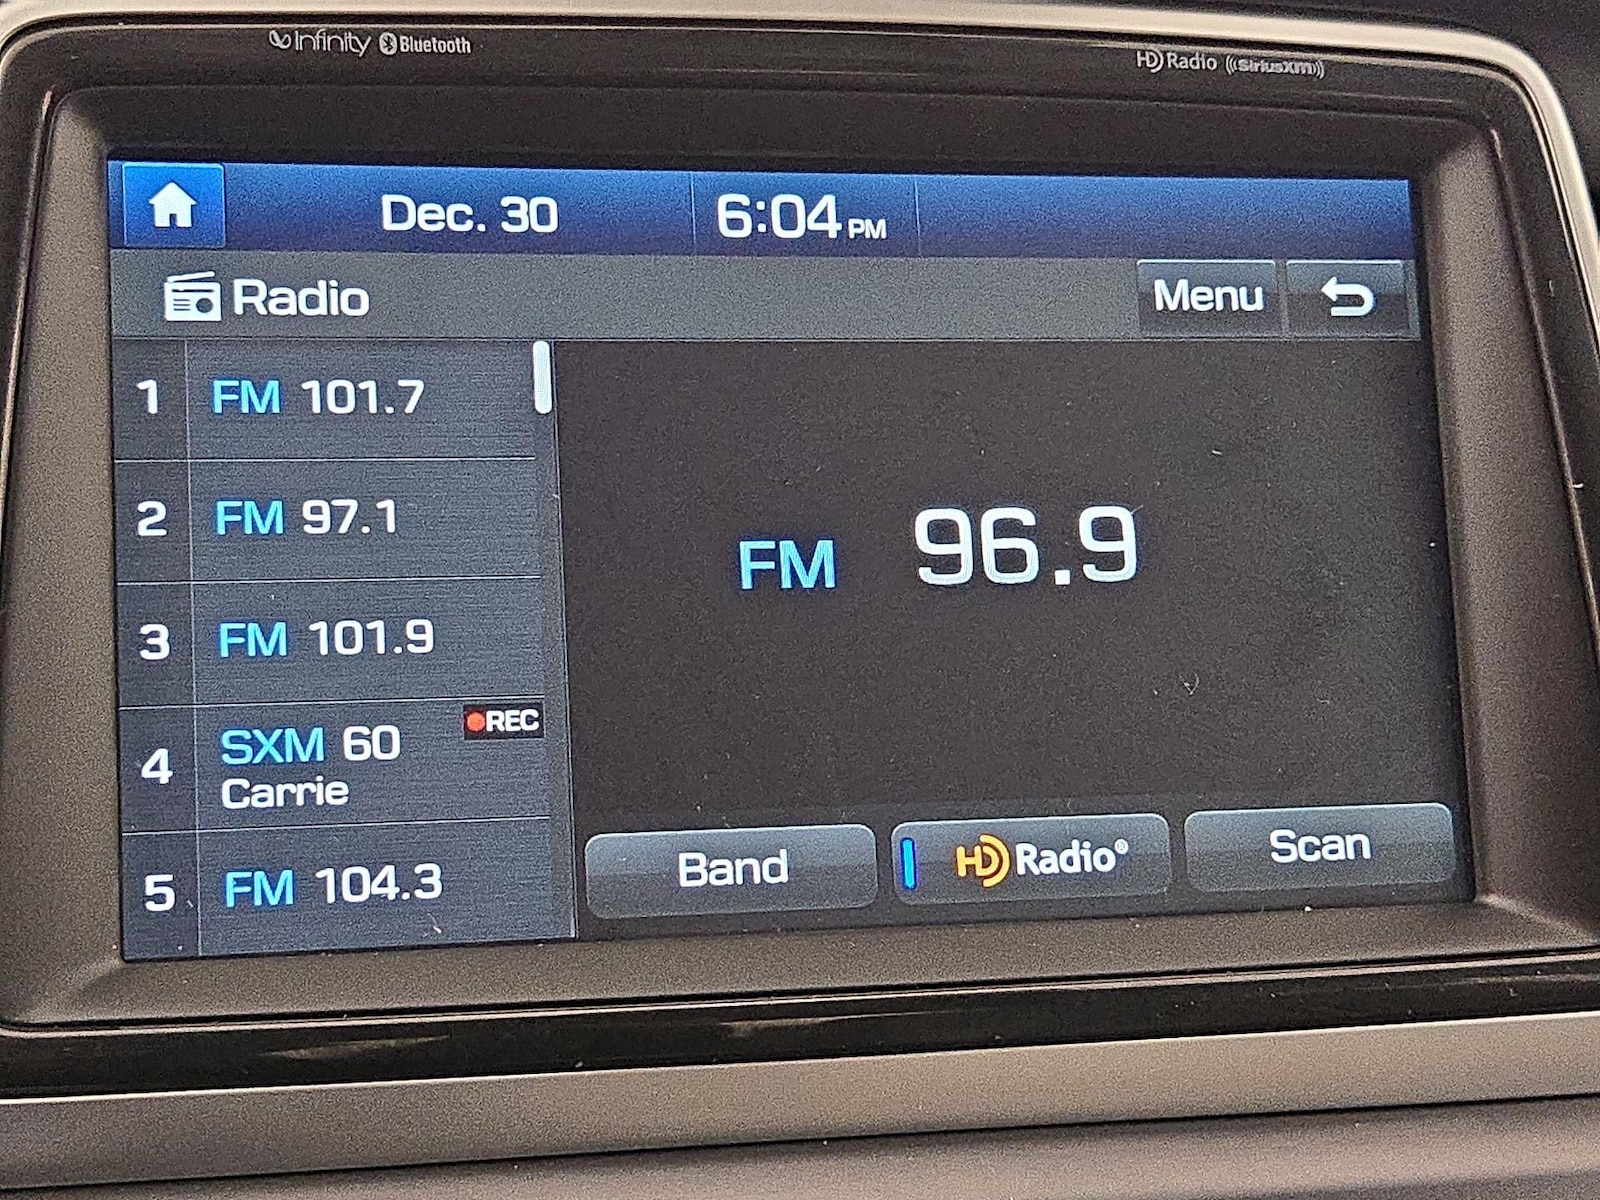 Infinity Bluetooth
HD Radio ((SiriusXM))
Dec. 30
6:04 PM
Radio
Menu
1 FM 101.7
2 FM 97.1
3 FM 101.9
4 SXM 60 REC
Carrie
5 FM 104.3
FM 96.9
Band
HD Radio®
Scan